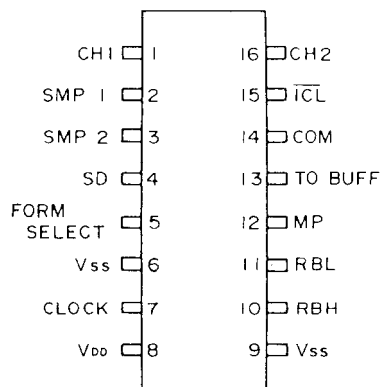 CH1 1 16 CH2
SMP 1 2 15 ICL
SMP 2 3 14 COM
SD 4 13 TO BUFF
FORM
SELECT 5 12 MP
Vss 6 11 RBL
CLOCK 7 10 RBH
VDD 8 9 Vss